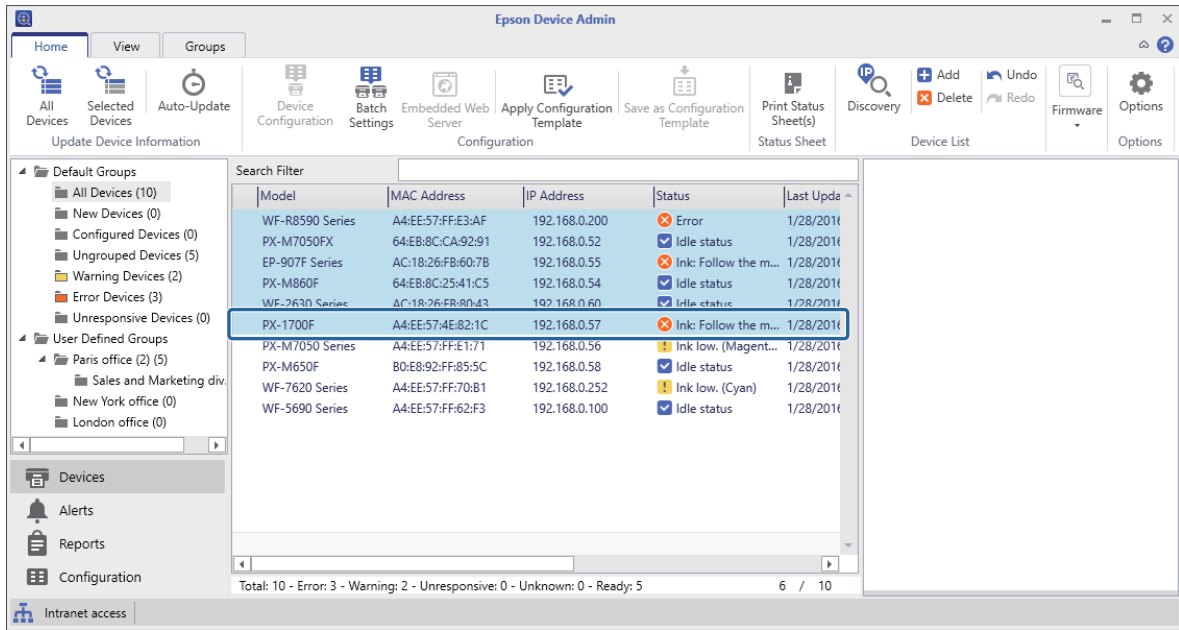 Epson Device Admin
Home View Groups
All Devices
Selected Devices
Auto-Update
Update Device Information
Device Configuration
Batch Settings
Embedded Web Server
Apply Configuration Template
Save as Configuration Template
Configuration
Print Status Sheet(s)
Status Sheet
IP
Discovery
Add
Delete
Undo
Redo
Device List
Firmware
Options
Options
Default Groups
All Devices (10)
New Devices (0)
Configured Devices (0)
Ungrouped Devices (5)
Warning Devices (2)
Error Devices (3)
Unresponsive Devices (0)
User Defined Groups
Paris office (2) (5)
Sales and Marketing div.
New York office (0)
London office (0)
Devices
Alerts
Reports
Configuration
Search Filter
Model MAC Address IP Address Status Last Upda
WF-R8590 Series A4:EE:57:FF:E3:AF 192.168.0.200 Error 1/28/2016
PX-M7050FX 64:EB:8C:CA:92:91 192.168.0.52 Idle status 1/28/2016
EP-907F Series AC:18:26:FB:60:7B 192.168.0.55 Ink: Follow the m... 1/28/2016
PX-M860F 64:EB:8C:25:41:C5 192.168.0.54 Idle status 1/28/2016
WF-2630 Series AC:18:26:FB:80:43 192.168.0.60 Idle status 1/28/2016
PX-1700F A4:EE:57:4E:82:1C 192.168.0.57 Ink: Follow the m... 1/28/2016
PX-M7050 Series A4:EE:57:FF:E1:71 192.168.0.56 Ink low. (Magent... 1/28/2016
PX-M650F B0:E8:92:FF:85:5C 192.168.0.58 Idle status 1/28/2016
WF-7620 Series A4:EE:57:FF:70:B1 192.168.0.252 Ink low. (Cyan) 1/28/2016
WF-5690 Series A4:EE:57:FF:62:F3 192.168.0.100 Idle status 1/28/2016
Total: 10 - Error: 3 - Warning: 2 - Unresponsive: 0 - Unknown: 0 - Ready: 5 6 / 10
Intranet access